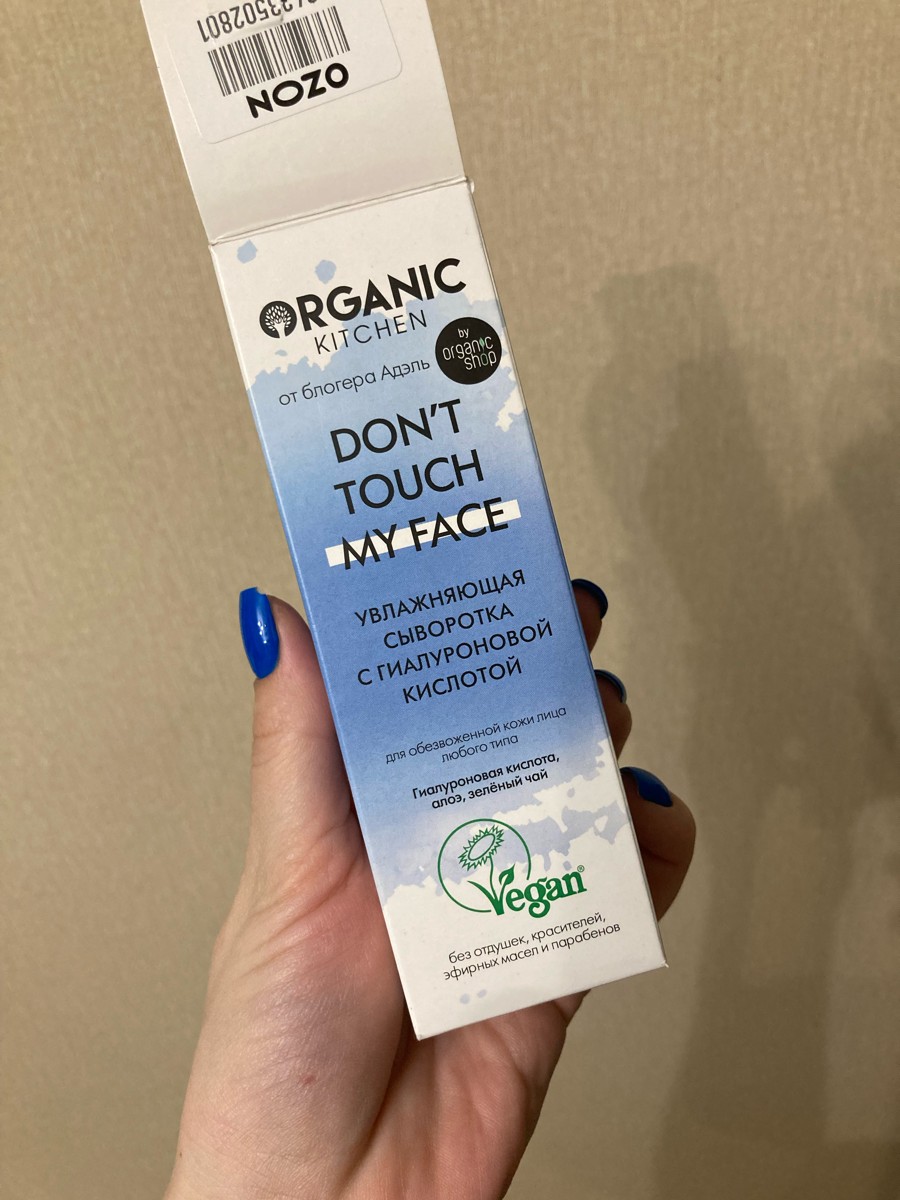 OZON
ORGANIC
KITCHEN
by
organic
shop
от блогера Адэль
DON'T
TOUCH
MY FACE
УВЛАЖНЯЮЩАЯ
СЫВОРОТКА
С ГИАЛУРОНОВОЙ
КИСЛОТОЙ
для обезвоженной кожи лица
любого типа
Гиалуроновая кислота,
алоэ, зелёный чай
Vegan®
без отдушек, красителей,
эфирных масел и парабенов